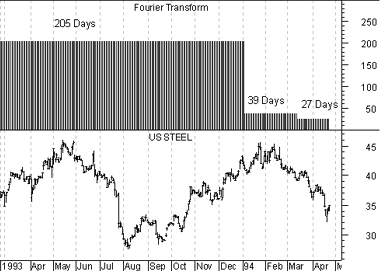 Fourier Transform
250
205 Days
200
150
39 Days
100
27 Days
50
US STEEL
45
40
35
30
1993 Apr May Jun Jul Aug Sep Oct Nov Dec 94 Feb Mar Apr